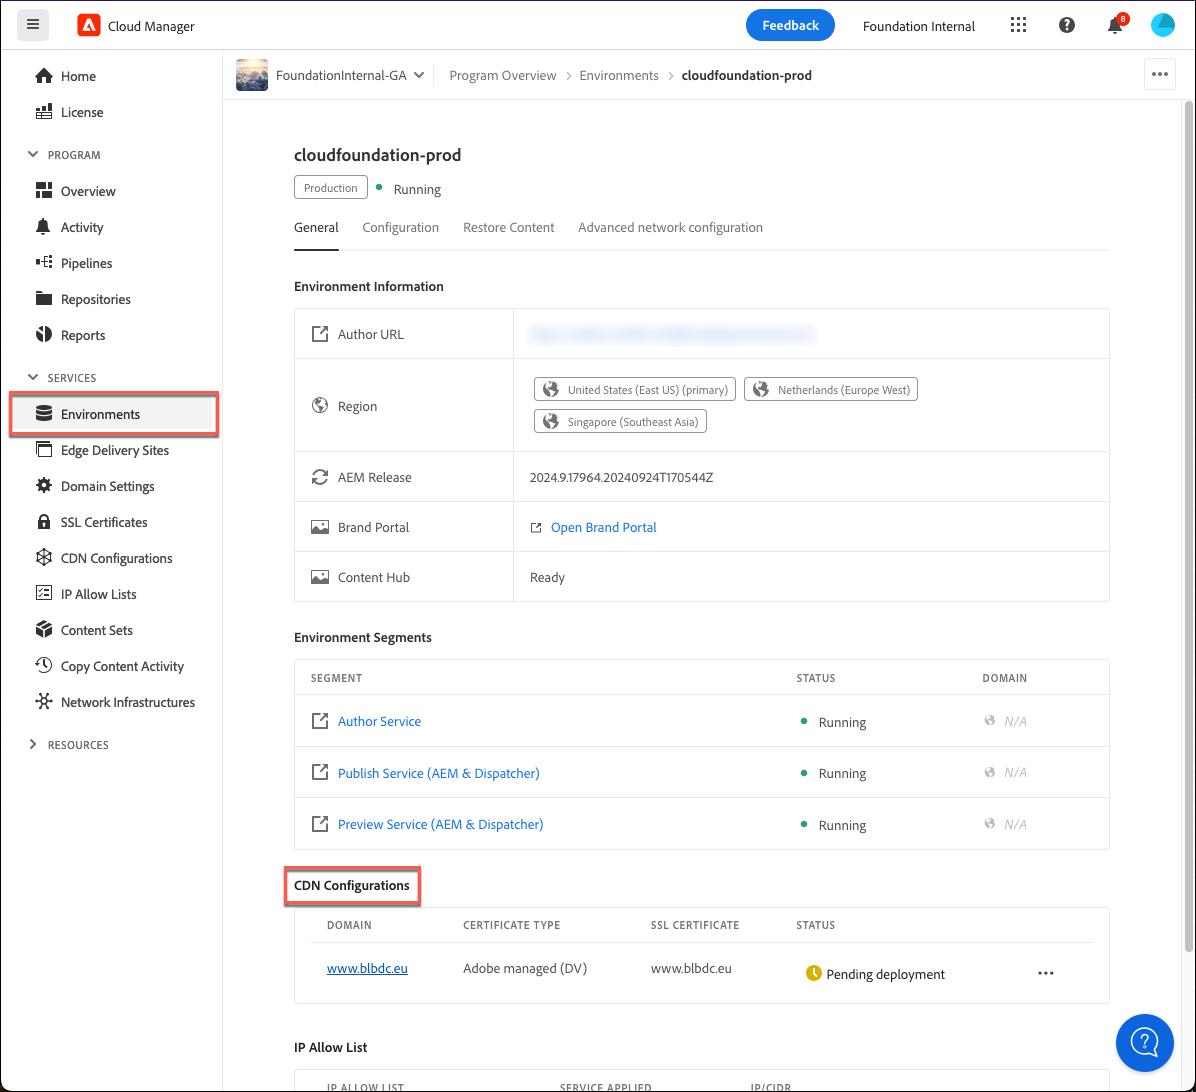 Cloud Manager
Feedback
Foundation Internal
8
Home
License
PROGRAM
Overview
Activity
Pipelines
Repositories
Reports
SERVICES
Environments
Edge Delivery Sites
Domain Settings
SSL Certificates
CDN Configurations
IP Allow Lists
Content Sets
Copy Content Activity
Network Infrastructures
RESOURCES
FoundationInternal-GA
Program Overview > Environments > cloudfoundation-prod
cloudfoundation-prod
Production Running
General Configuration Restore Content Advanced network configuration
Environment Information
Author URL
Region
United States (East US) (primary) Netherlands (Europe West)
Singapore (Southeast Asia)
AEM Release 2024.9.17964.20240924T170544Z
Brand Portal Open Brand Portal
Content Hub Ready
Environment Segments
SEGMENT STATUS DOMAIN
Author Service Running N/A
Publish Service (AEM & Dispatcher) Running N/A
Preview Service (AEM & Dispatcher) Running N/A
CDN Configurations
DOMAIN CERTIFICATE TYPE SSL CERTIFICATE STATUS
www.blbdc.eu Adobe managed (DV) www.blbdc.eu Pending deployment
IP Allow List
IP ALLOW LIST SERVICE APPLIED IP/CIDR